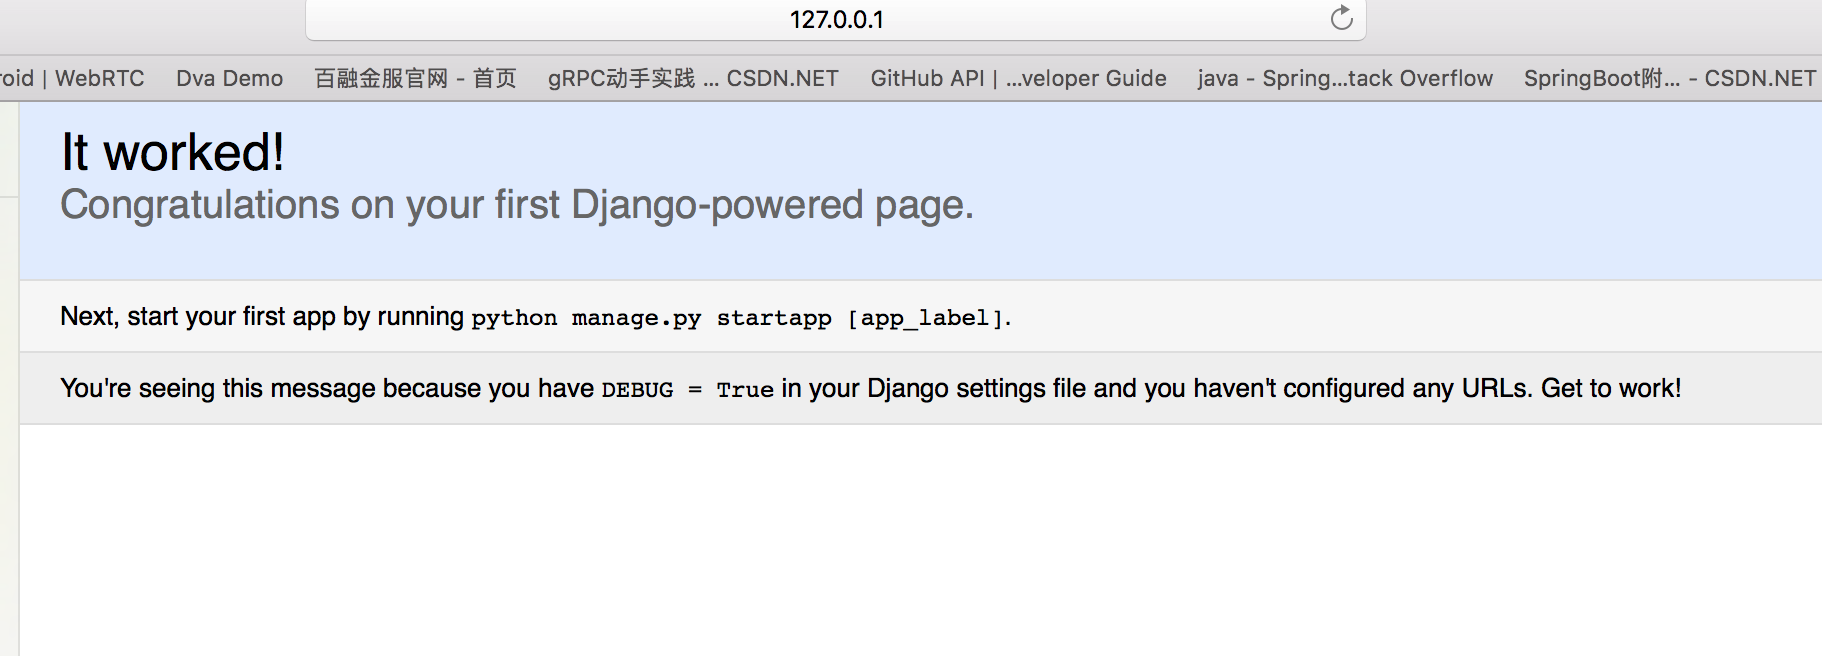 127.0.0.1
roid | WebRTC Dva Demo 百融金服官网 - 首页 gRPC动手实践 ... CSDN.NET GitHub API | ...veloper Guide java - Spring...tack Overflow SpringBoot附... - CSDN.NET
It worked!
Congratulations on your first Django-powered page.
Next, start your first app by running python manage.py startapp [app_label].
You're seeing this message because you have DEBUG = True in your Django settings file and you haven't configured any URLs. Get to work!